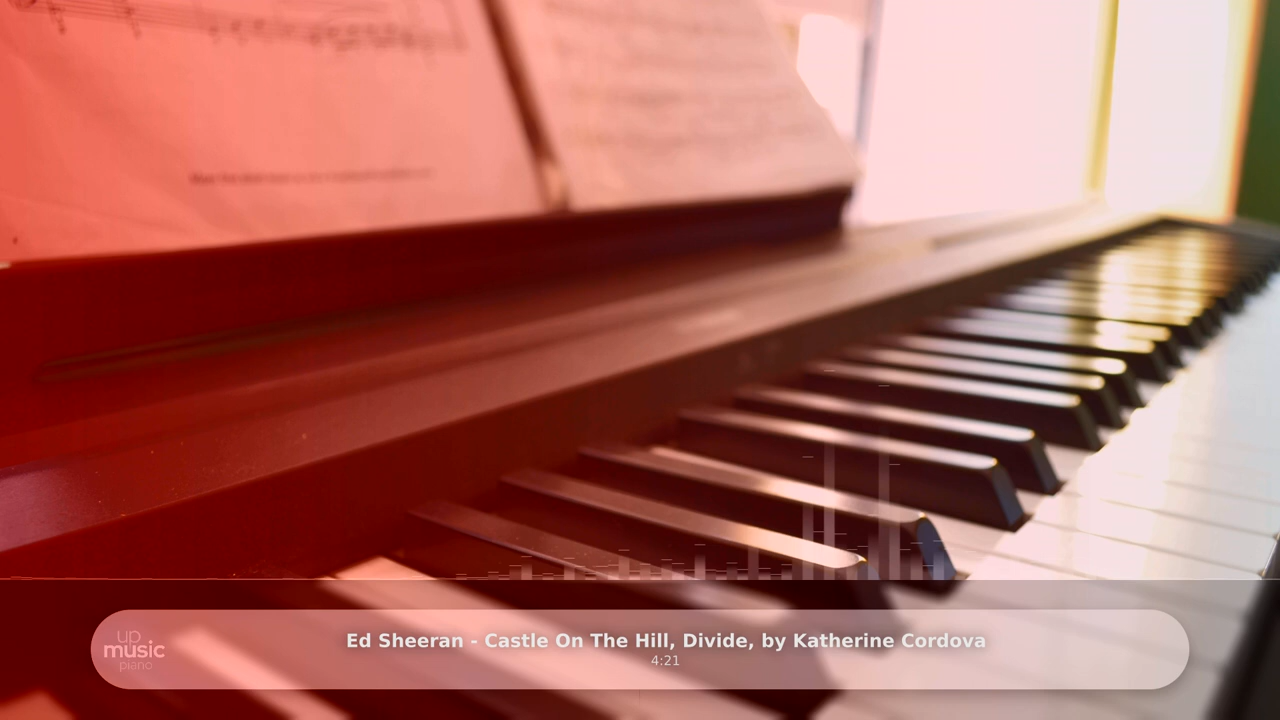 up
music
piano
Ed Sheeran - Castle On The Hill, Divide, by Katherine Cordova
4:21